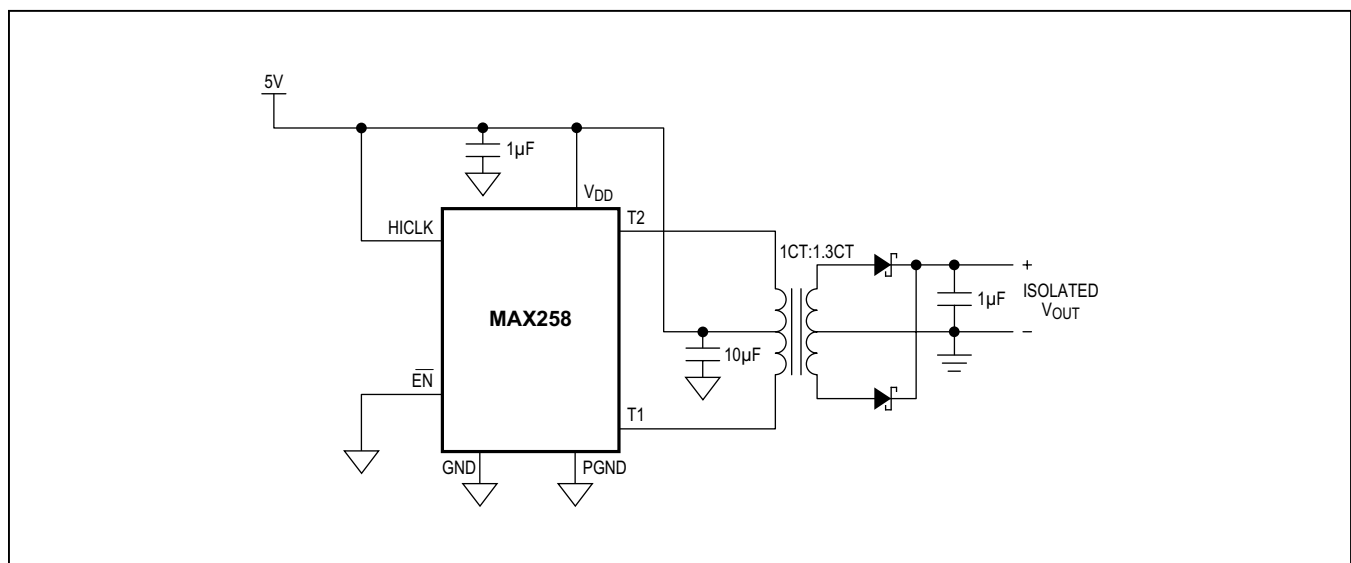 5V
1µF
VDD
HICLK
T2
1CT:1.3CT
+
1µF
ISOLATED
VOUT
MAX258
−
10µF
EN
T1
GND
PGND